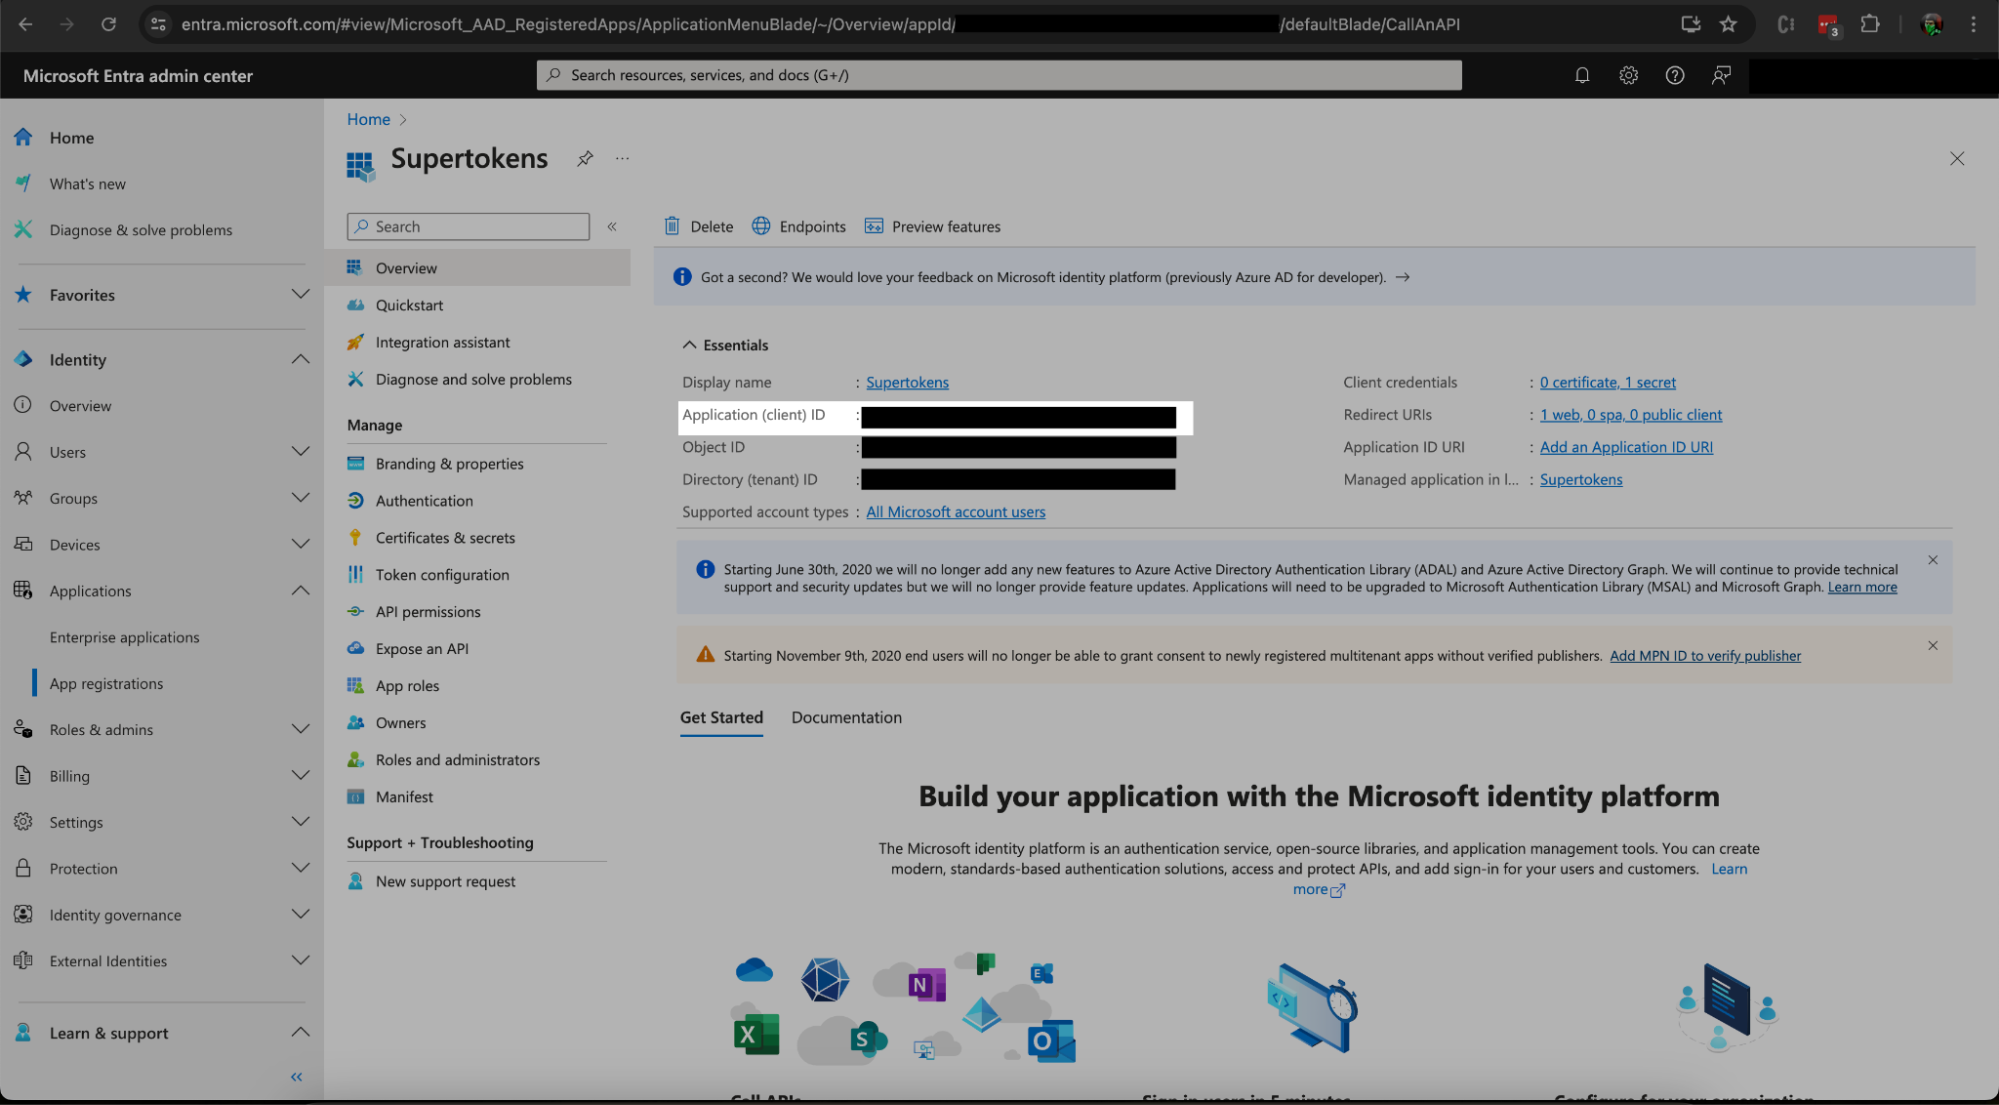 entra.microsoft.com/#view/Microsoft_AAD_RegisteredApps/ApplicationMenuBlade/~/Overview/appId/ /defaultBlade/CallAnAPI
3
Microsoft Entra admin center
Search resources, services, and docs (G+/)
Home
What's new
Diagnose & solve problems
Favorites
Identity
Overview
Users
Groups
Devices
Applications
Enterprise applications
App registrations
Roles & admins
Billing
Settings
Protection
Identity governance
External Identities
Learn & support
Home
Supertokens
Search
Overview
Quickstart
Integration assistant
Diagnose and solve problems
Manage
Branding & properties
Authentication
Certificates & secrets
Token configuration
API permissions
Expose an API
App roles
Owners
Roles and administrators
Manifest
Support + Troubleshooting
New support request
Delete
Endpoints
Preview features
Got a second? We would love your feedback on Microsoft identity platform (previously Azure AD for developer). →
Essentials
Display name : Supertokens
Application (client) ID :
Object ID :
Directory (tenant) ID :
Supported account types : All Microsoft account users
Client credentials : 0 certificate, 1 secret
Redirect URIs : 1 web, 0 spa, 0 public client
Application ID URI : Add an Application ID URI
Managed application in l... : Supertokens
Starting June 30th, 2020 we will no longer add any new features to Azure Active Directory Authentication Library (ADAL) and Azure Active Directory Graph. We will continue to provide technical
support and security updates but we will no longer provide feature updates. Applications will need to be upgraded to Microsoft Authentication Library (MSAL) and Microsoft Graph. Learn more
Starting November 9th, 2020 end users will no longer be able to grant consent to newly registered multitenant apps without verified publishers. Add MPN ID to verify publisher
Get Started
Documentation
Build your application with the Microsoft identity platform
The Microsoft identity platform is an authentication service, open-source libraries, and application management tools. You can create
modern, standards-based authentication solutions, access and protect APIs, and add sign-in for your users and customers. Learn
more
N
E
X
S
O
Call APIs
Sign in users in 5 minutes
Configure for your organization